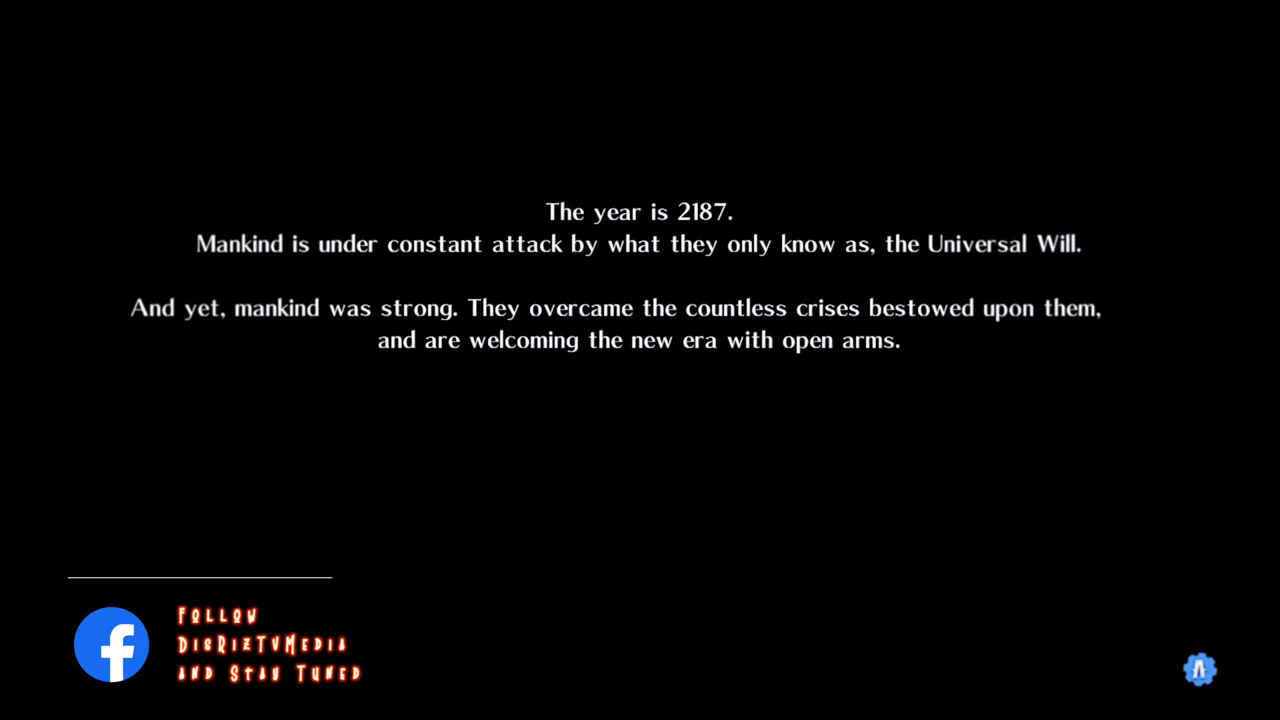 The year is 2187.
Mankind is under constant attack by what they only know as, the Universal Will.
And yet, mankind was strong. They overcame the countless crises bestowed upon them,
and are welcoming the new era with open arms.
Follow
DisRizTVMedia
and Stay Tuned